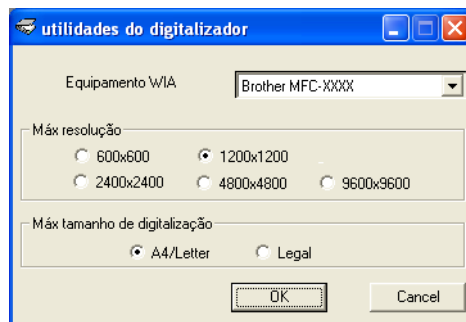 utilidades do digitalizador
Equipamento WIA Brother MFC-XXXX
Máx resolução
600x600 1200x1200
2400x2400 4800x4800 9600x9600
Máx tamanho de digitalização
A4/Letter Legal
OK Cancel